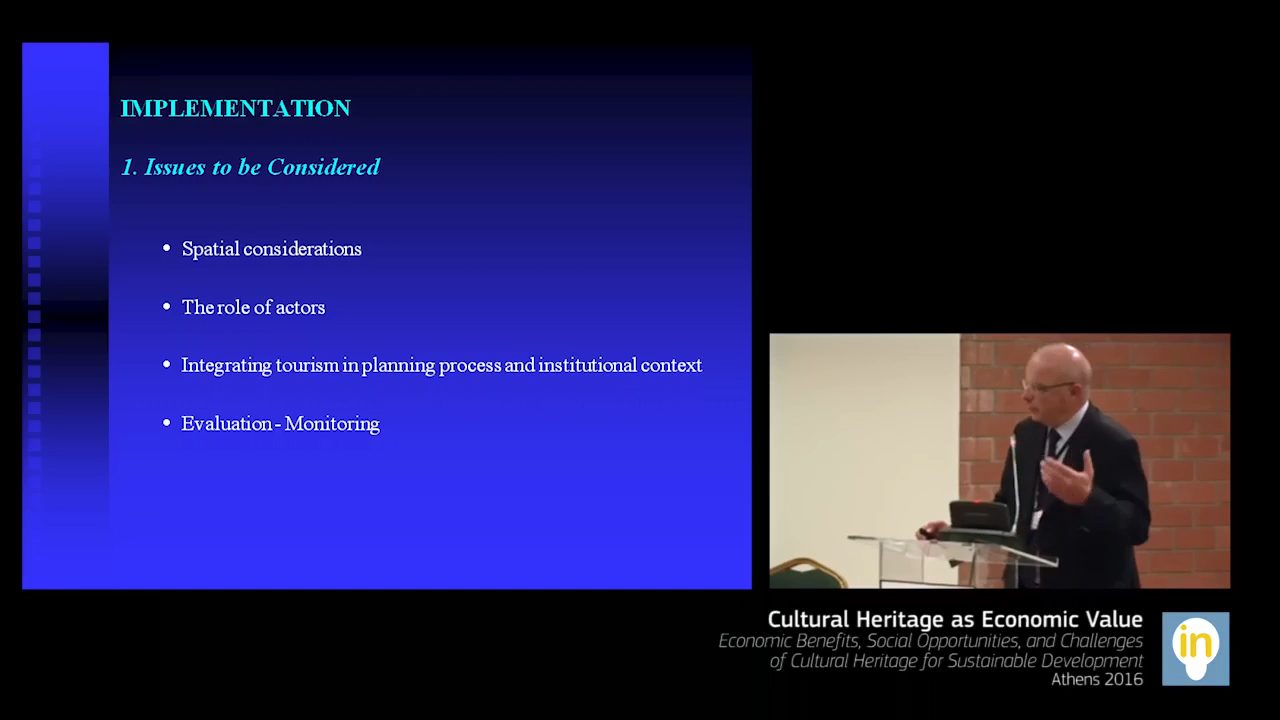 IMPLEMENTATION
1. Issues to be Considered
• Spatial considerations
• The role of actors
• Integrating tourism in planning process and institutional context
• Evaluation - Monitoring
Cultural Heritage as Economic Value
Economic Benefits, Social Opportunities, and Challenges
of Cultural Heritage for Sustainable Development
Athens 2016
in